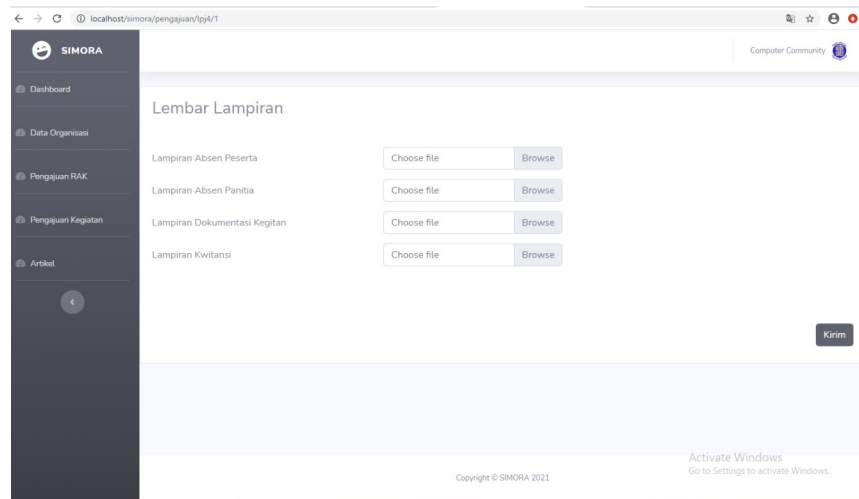 localhost/simora/pengajuan/lpj4/1
SIMORA
Computer Community
Dashboard
Data Organisasi
Pengajuan RAK
Pengajuan Kegiatan
Artikel
Lembar Lampiran
Lampiran Absen Peserta Choose file Browse
Lampiran Absen Panitia Choose file Browse
Lampiran Dokumentasi Kegitan Choose file Browse
Lampiran Kwitansi Choose file Browse
Kirim
Activate Windows
Go to Settings to activate Windows.
Copyright © SIMORA 2021